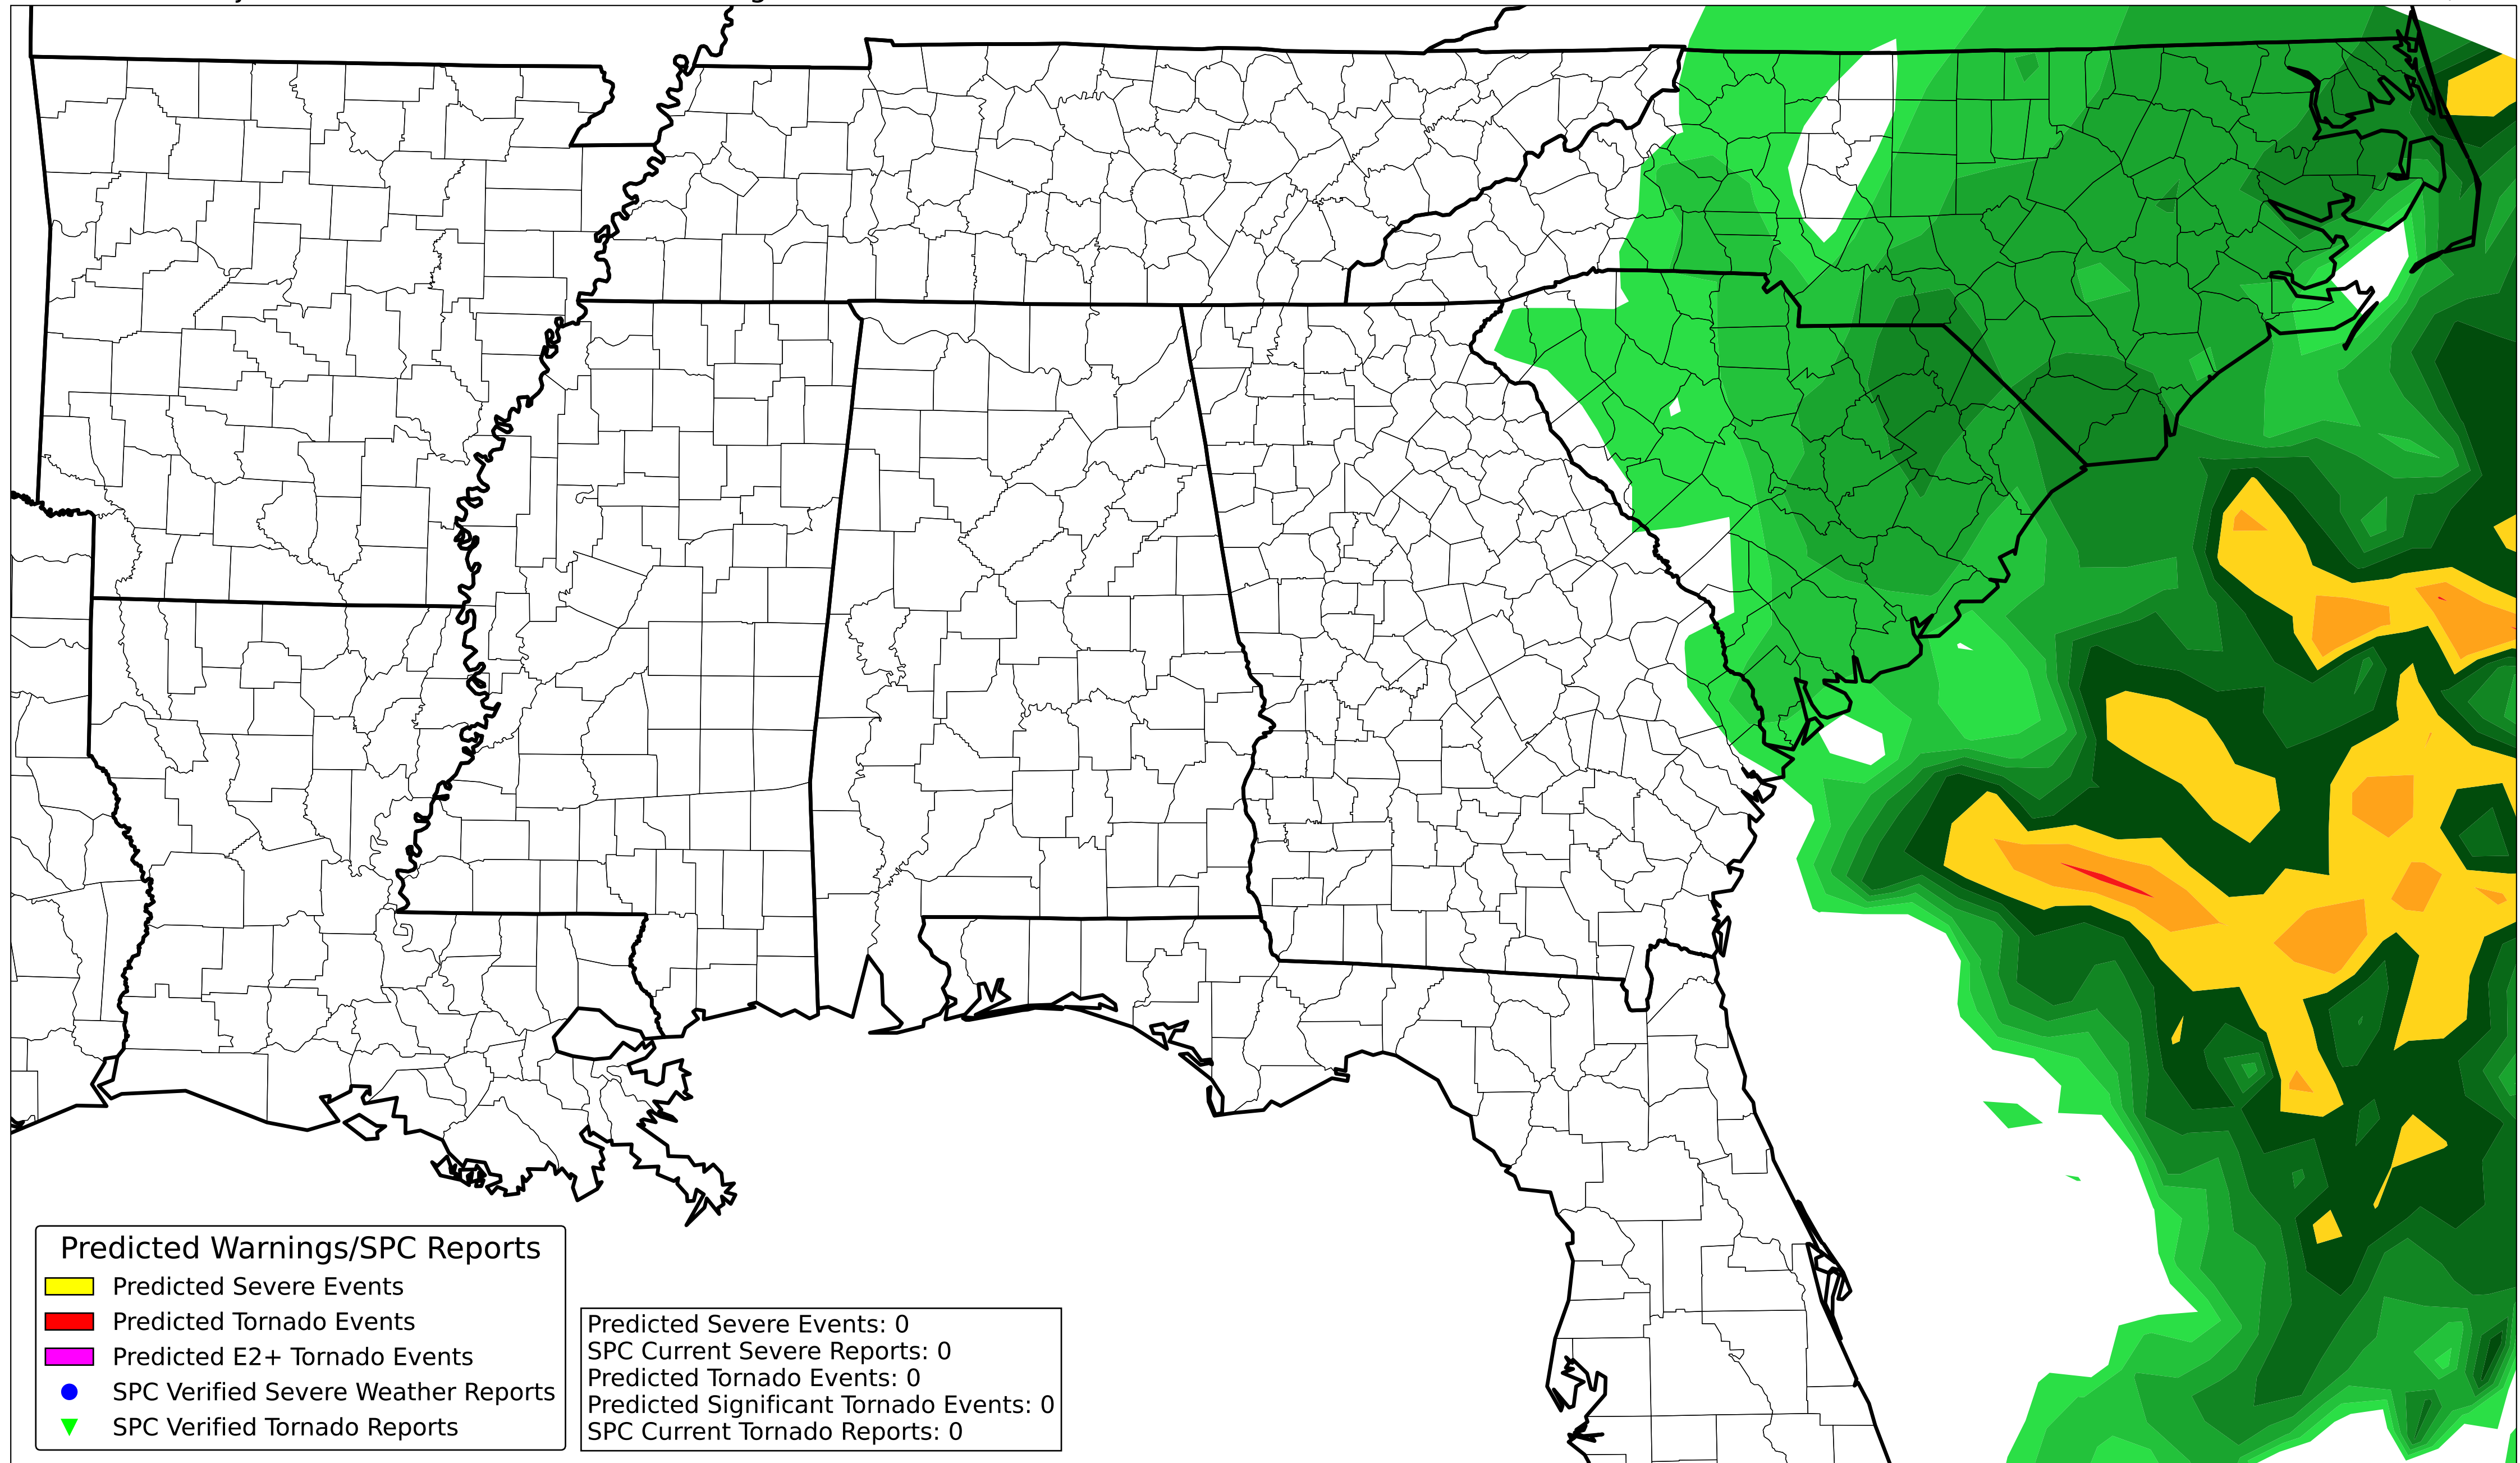 Predicted Warnings/SPC Reports
Predicted Severe Events
Predicted Tornado Events
Predicted E2+ Tornado Events
SPC Verified Severe Weather Reports
SPC Verified Tornado Reports
Predicted Severe Events: 0
SPC Current Severe Reports: 0
Predicted Tornado Events: 0
Predicted Significant Tornado Events: 0
SPC Current Tornado Reports: 0